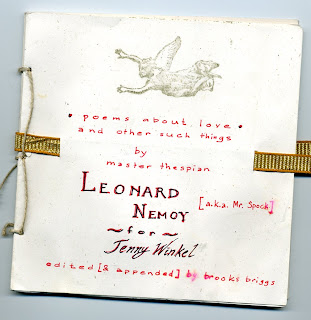 • poems about love •
and other such things
by
master thespian
LEONARD
NEMOY
[a.k.a. Mr. Spock]
~ for ~
Jenny Winkel
edited [& appended] by brooks briggs